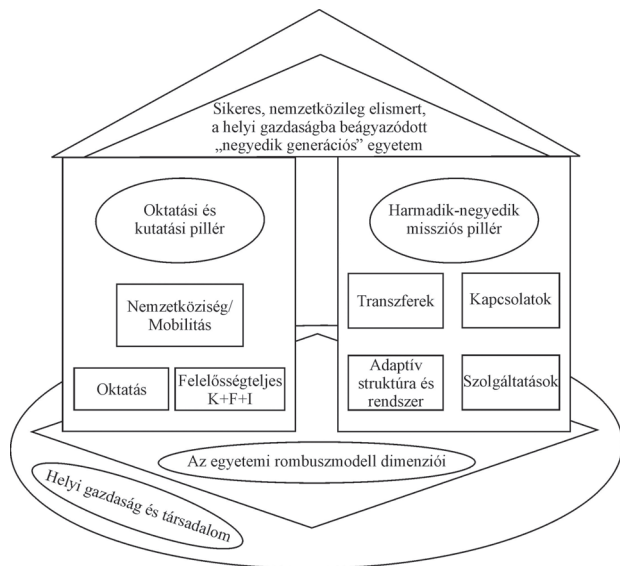 Sikeres, nemzetközileg elismert,
a helyi gazdaságba beágyazódott
„negyedik generációs” egyetem
Oktatási és
kutatási pillér
Nemzetköziség/
Mobilitás
Oktatás
Felelősségteljes
K+F+I
Harmadik-negyedik
missziós pillér
Transzferek
Kapcsolatok
Adaptív
struktúra és
rendszer
Szolgáltatások
Az egyetemi rombuszmodell dimenziói
Helyi gazdaság és
társadalom